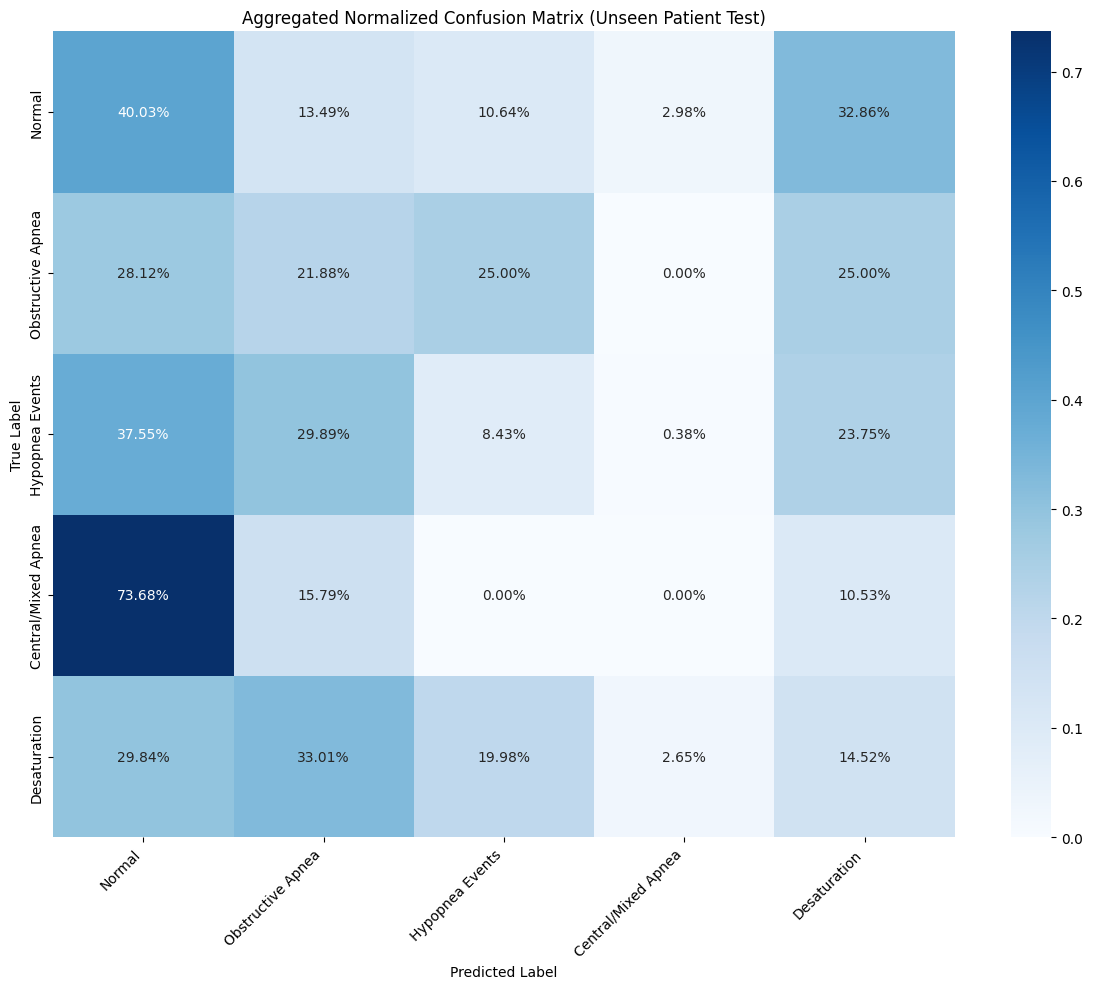 Aggregated Normalized Confusion Matrix (Unseen Patient Test)
True Label
Normal
40.03% 13.49% 10.64% 2.98% 32.86%
Obstructive Apnea
28.12% 21.88% 25.00% 0.00% 25.00%
Hypopnea Events
37.55% 29.89% 8.43% 0.38% 23.75%
Central/Mixed Apnea
73.68% 15.79% 0.00% 0.00% 10.53%
Desaturation
29.84% 33.01% 19.98% 2.65% 14.52%
Normal
Obstructive Apnea
Hypopnea Events
Central/Mixed Apnea
Desaturation
Predicted Label
0.7
0.6
0.5
0.4
0.3
0.2
0.1
0.0